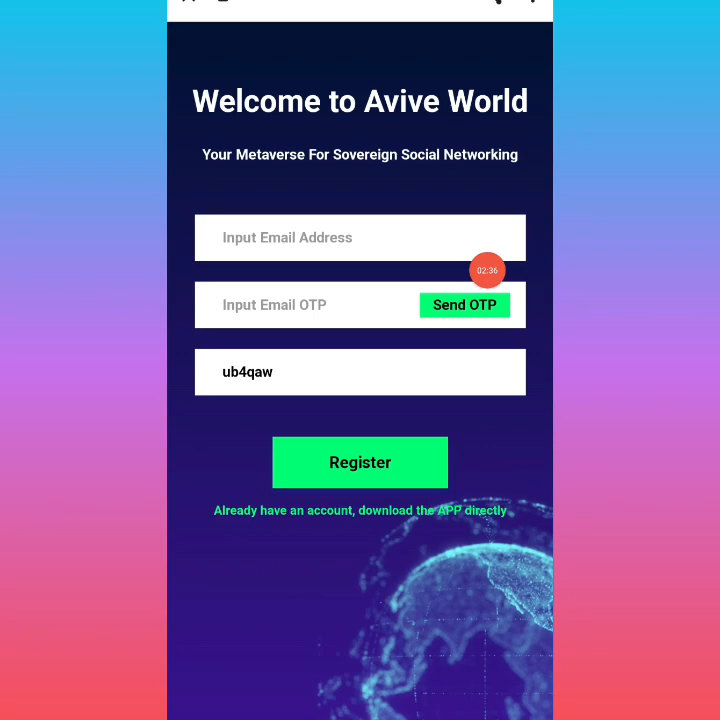 Welcome to Avive World
Your Metaverse For Sovereign Social Networking
Input Email Address
02:36
Input Email OTP
Send OTP
ub4qaw
Register
Already have an account, download the APP directly